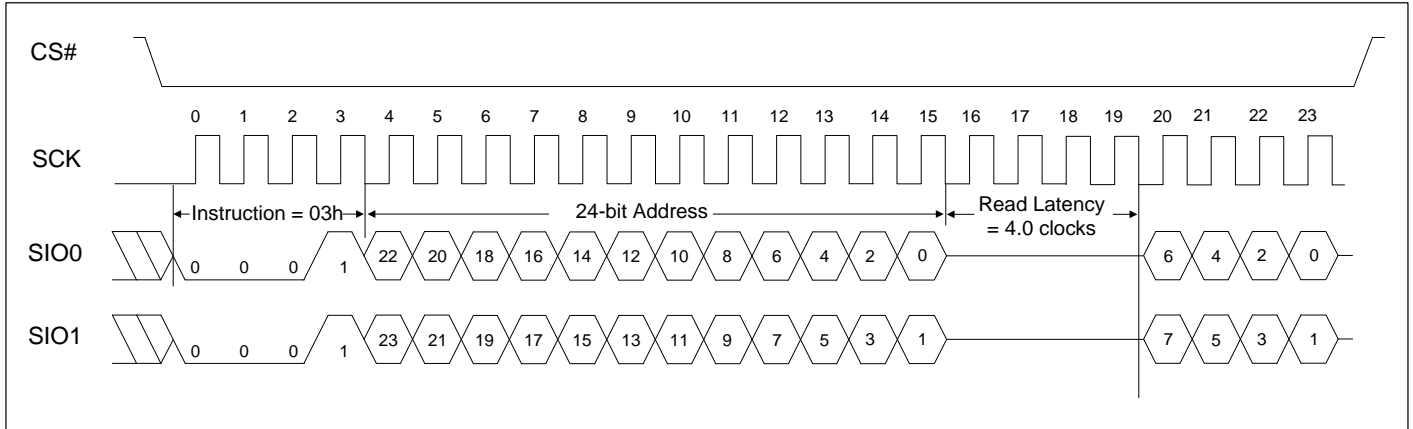 CS#
0 1 2 3 4 5 6 7 8 9 10 11 12 13 14 15 16 17 18 19 20 21 22 23
SCK
Instruction = 03h
24-bit Address
Read Latency
= 4.0 clocks
SIO0
0 0 0 1 22 20 18 16 14 12 10 8 6 4 2 0 6 4 2 0
SIO1
0 0 0 1 23 21 19 17 15 13 11 9 7 5 3 1 7 5 3 1